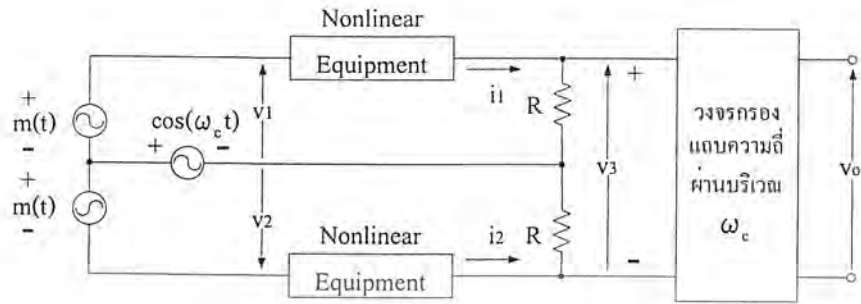 Nonlinear
Equipment
i1
R
+
m(t)
-
cos(ω_c t)
+
-
v1
+
m(t)
-
v2
Nonlinear
Equipment
i2
R
+
v3
-
วงจรกรอง
แถบความถี่
ผ่านบริเวณ
ω_c
vo